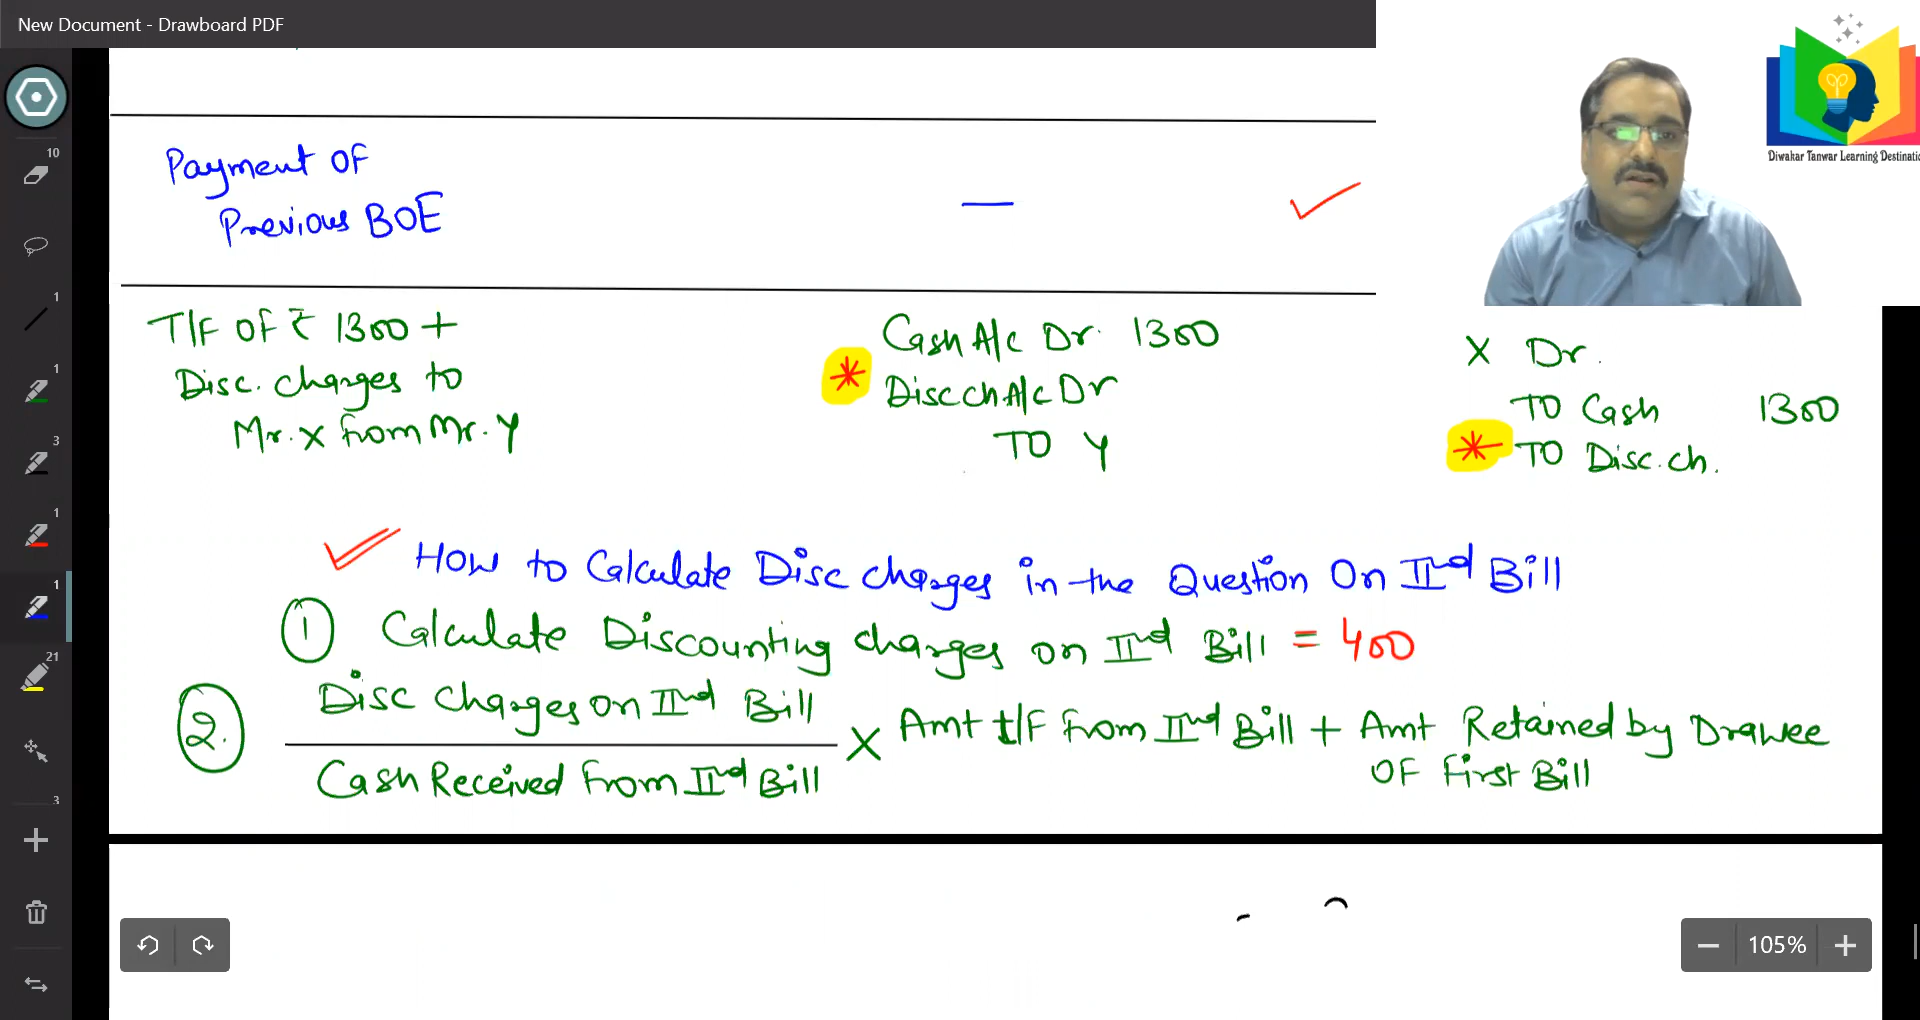 New Document - Drawboard PDF
Diwakar Tanwar Learning Destinatio
Payment OF
Previous BOE
—
T/F OF ₹ 1300 +
Disc. charges to
Mr. X From Mr. Y
Cash A/c Dr. 1300
* Disc ch A/c Dr
TO Y
X Dr.
TO Cash 1300
* TO Disc. ch.
How to Calculate Disc charges in the Question On IInd Bill
1 Calculate Discounting charges on IInd Bill = 400
2. Disc Charges on IInd Bill
Cash Received From IInd Bill
X Amt t/F From IInd Bill + Amt Retained by Drawee
OF First Bill
10
1
1
3
1
1
21
3
105%